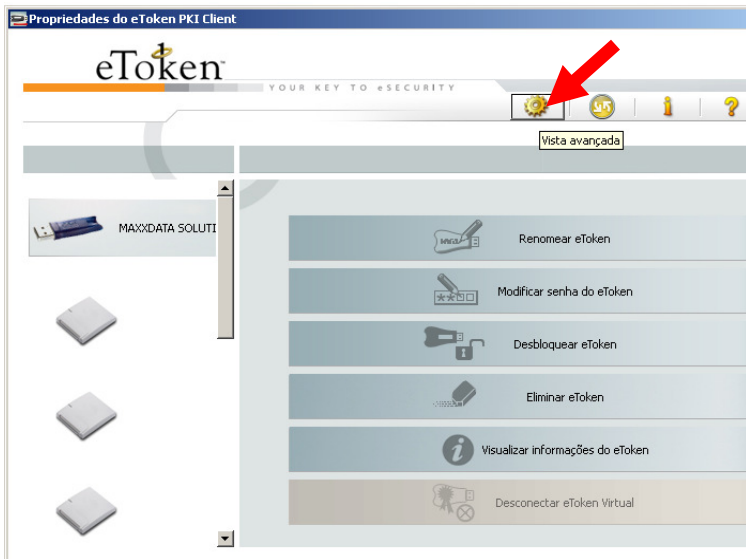 Propriedades do eToken PKI Client
eToken
YOUR KEY TO eSECURITY
Vista avançada
MAXXDATA SOLUTI
Renomear eToken
Modificar senha do eToken
Desbloquear eToken
Eliminar eToken
Visualizar informações do eToken
Desconectar eToken Virtual